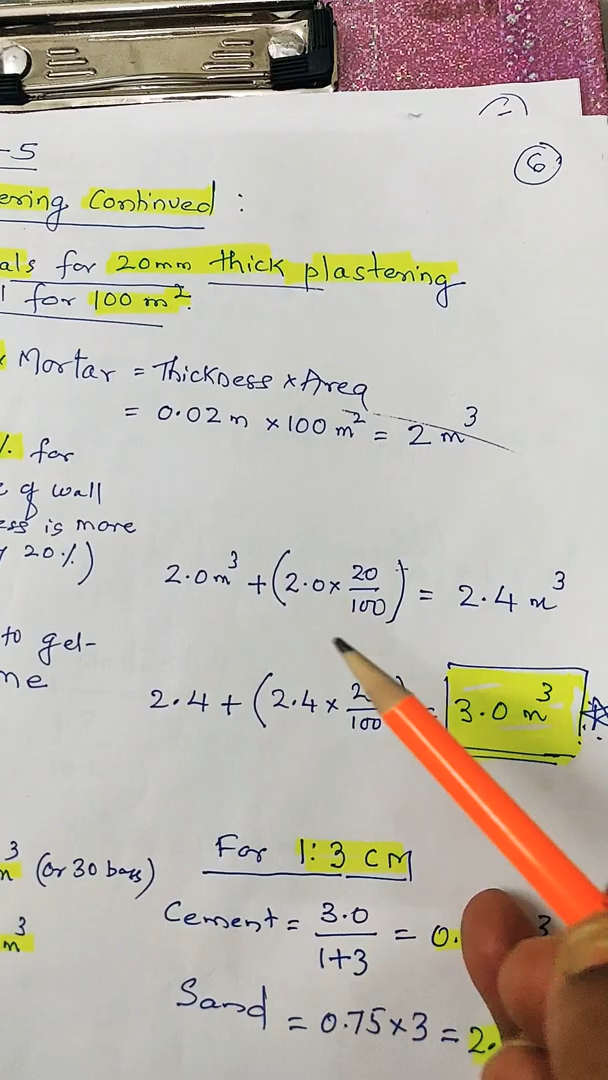 -5
6
ering Continued :
als for 20mm thick plastering
for 100 m².
Mortar = Thickness × Area
= 0.02 m × 100 m² = 2 m³
%. for
e of wall
ess is more
20%)
2.0 m³ + (2.0 × 20/100) = 2.4 m³
to get-
me
2.4 + (2.4 × 2 /100 = 3.0 m³
m³ (or 30 bags)
m³
For 1:3 CM
Cement = 3.0/1+3 = 0. 3
Sand = 0.75×3 = 2.